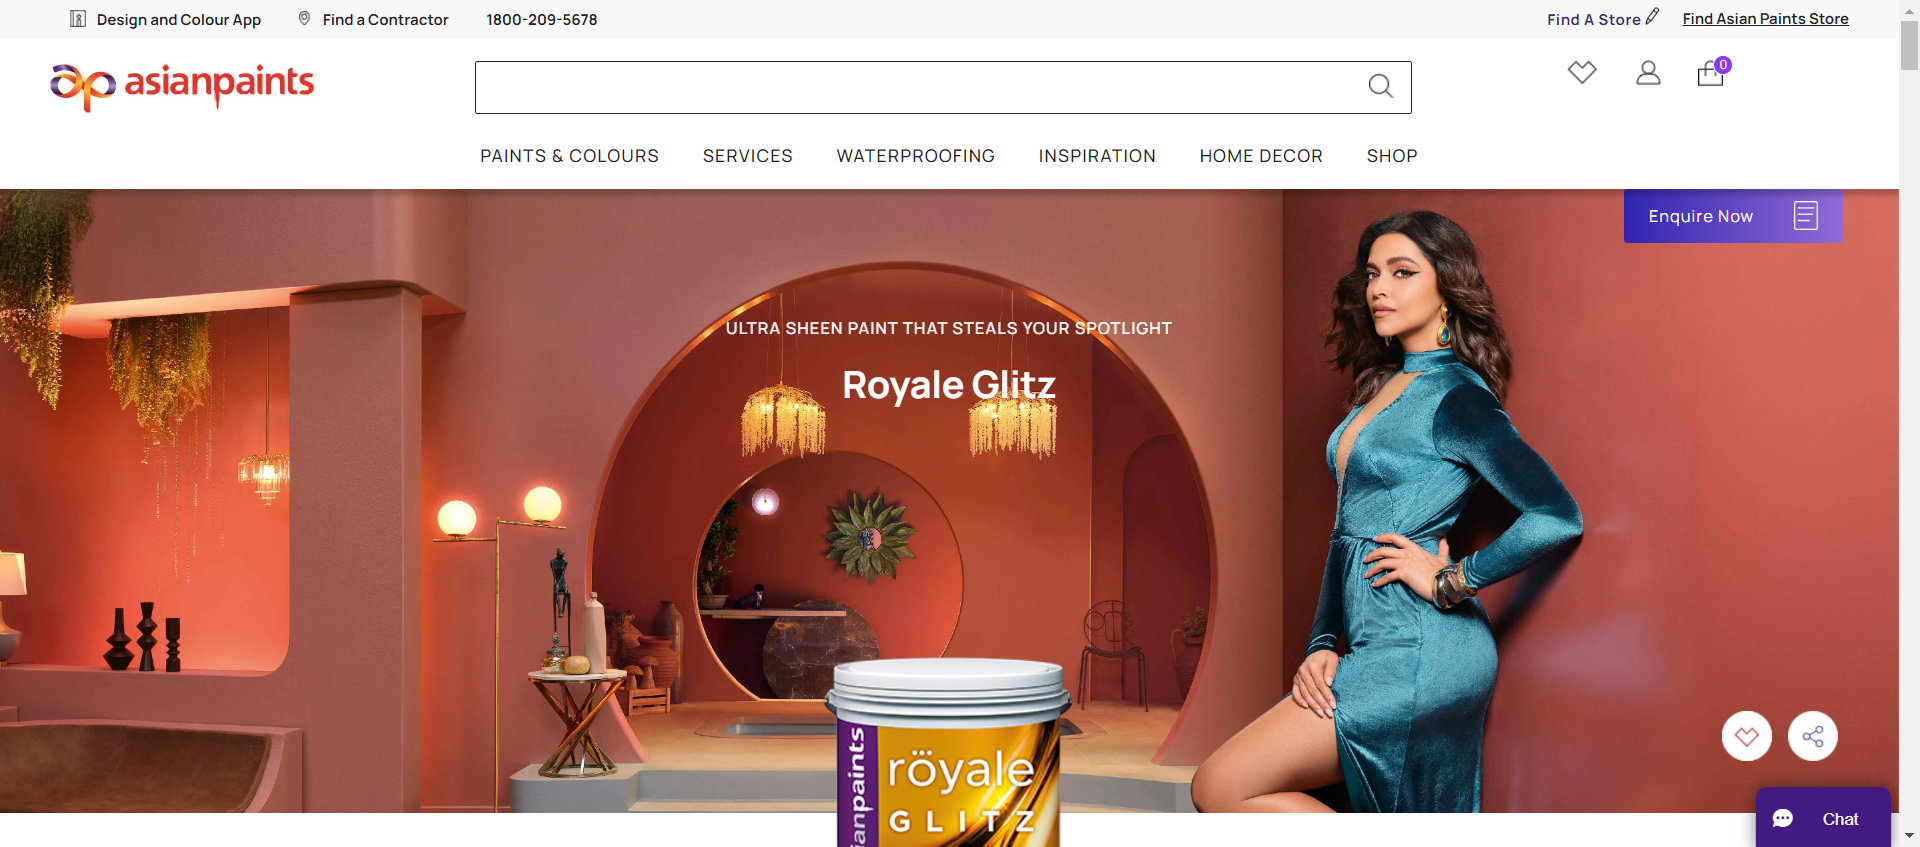 Design and Colour App
Find a Contractor
1800-209-5678
Find A Store
Find Asian Paints Store
asianpaints
0
PAINTS & COLOURS
SERVICES
WATERPROOFING
INSPIRATION
HOME DECOR
SHOP
Enquire Now
ULTRA SHEEN PAINT THAT STEALS YOUR SPOTLIGHT
Royale Glitz
ianpaints
röyale
GLITZ
Chat